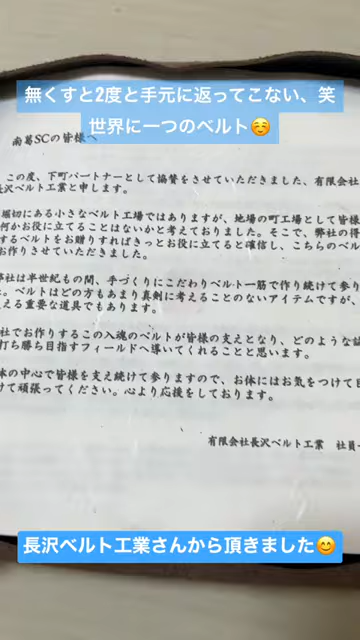 無くすと2度と手元に返ってこない、笑
世界に一つのベルト😊
南葛SCの皆様へ
この度、下町パートナーとして協賛をさせていただきました、有限会社
長沢ベルト工業と申します。
堀切にある小さなベルト工場ではありますが、地場の町工場として皆様
何かお役に立てることはないかと考えておりました。そこで、弊社の得
するベルトをお贈りすればきっとお役に立てると確信し、こちらのベル
お作りさせていただきました。
弊社は半世紀もの間、手づくりにこだわりベルト一筋で作り続けて参り
。ベルトはどの方もあまり真剣に考えることのないアイテムですが、
える重要な道具でもあります。
社でお作りするこの入魂のベルトが皆様の支えとなり、どのような試
打ち勝ち目指すフィールドへ導いてくれることと思います。
体の中心で皆様を支え続けて参りますので、お体にはお気をつけて
けて頑張ってください。心より応援をしております。
有限会社長沢ベルト工業 社員
長沢ベルト工業さんから頂きました😊